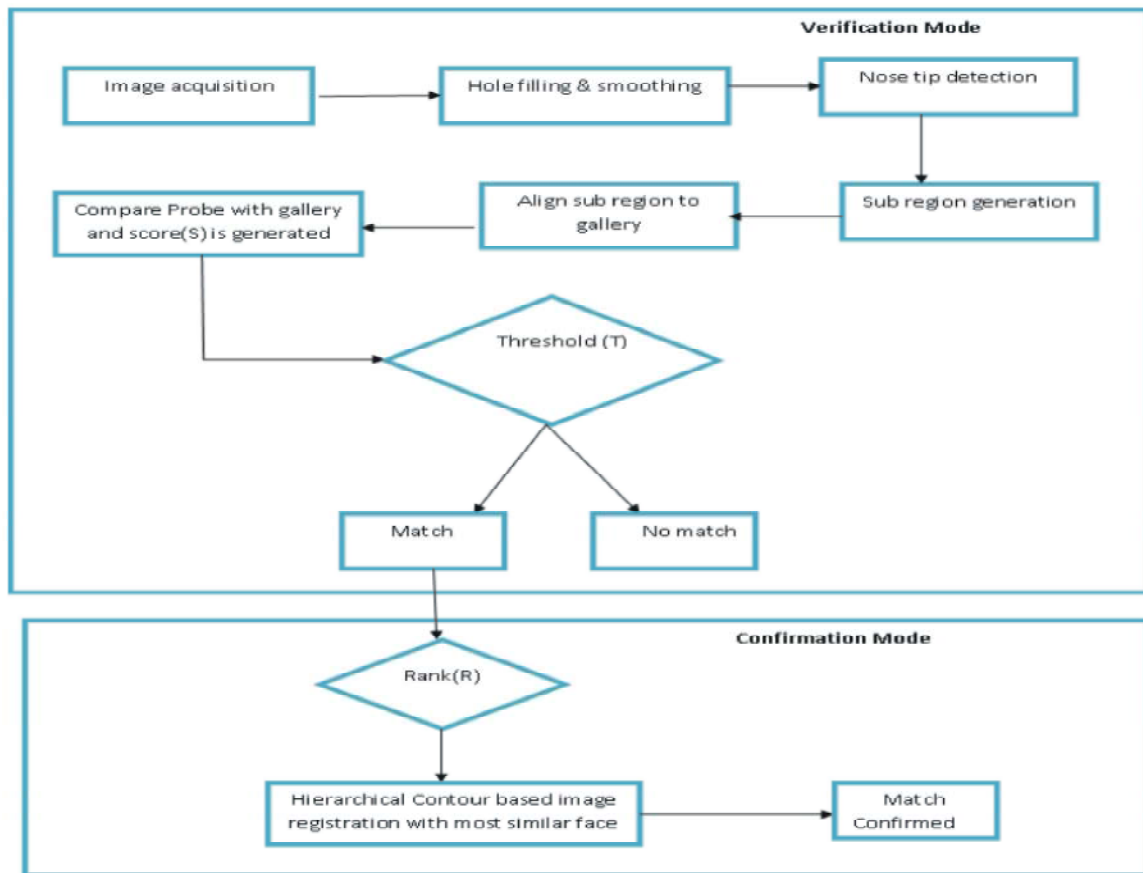 Verification Mode
Image acquisition
Hole filling & smoothing
Nose tip detection
Sub region generation
Align sub region to
gallery
Compare Probe with gallery
and score(S) is generated
Threshold (T)
Match
No match
Confirmation Mode
Rank(R)
Hierarchical Contour based image
registration with most similar face
Match
Confirmed